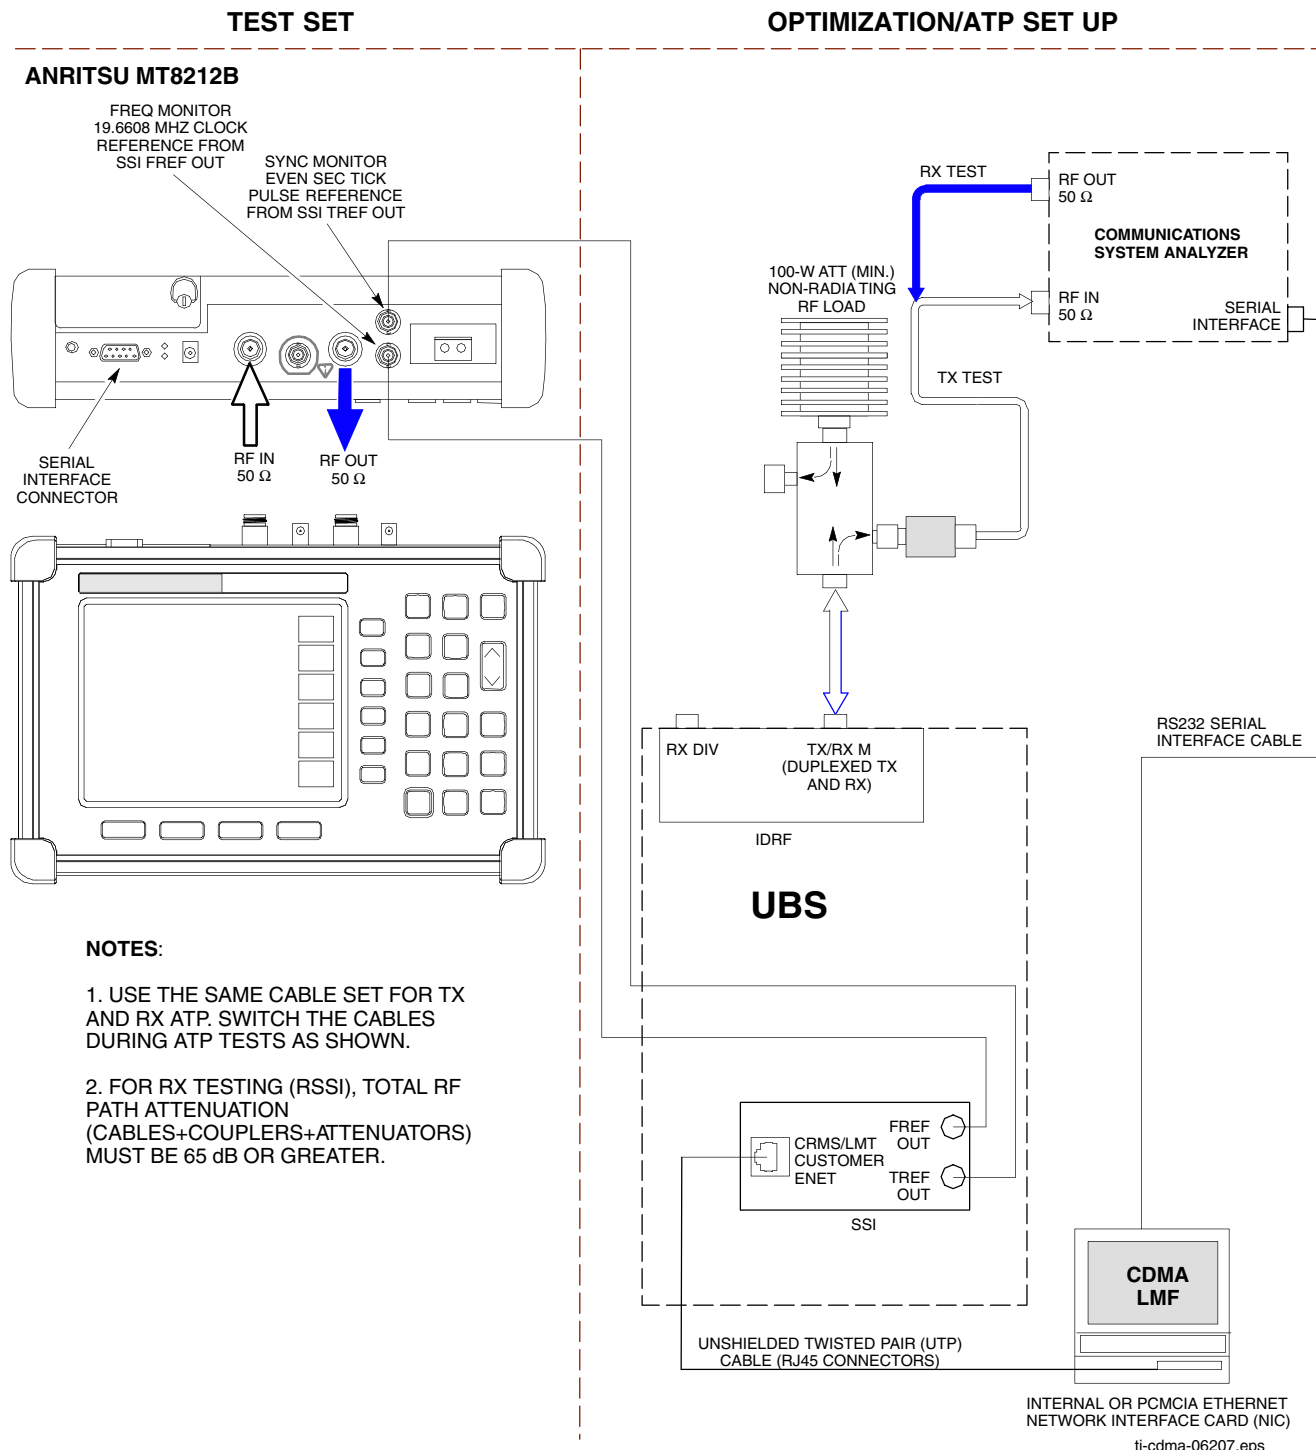 TEST SET
OPTIMIZATION/ATP SET UP
ANRITSU MT8212B
FREQ MONITOR
19.6608 MHZ CLOCK
REFERENCE FROM
SSI FREF OUT
SYNC MONITOR
EVEN SEC TICK
PULSE REFERENCE
FROM SSI TREF OUT
SERIAL
INTERFACE
CONNECTOR
RF IN
50 Ω
RF OUT
50 Ω
RX TEST
RF OUT
50 Ω
COMMUNICATIONS
SYSTEM ANALYZER
RF IN
50 Ω
SERIAL
INTERFACE
100-W ATT (MIN.)
NON-RADIA TING
RF LOAD
TX TEST
RX DIV
TX/RX M
(DUPLEXED TX
AND RX)
IDRF
UBS
RS232 SERIAL
INTERFACE CABLE
NOTES:
1. USE THE SAME CABLE SET FOR TX
AND RX ATP. SWITCH THE CABLES
DURING ATP TESTS AS SHOWN.
2. FOR RX TESTING (RSSI), TOTAL RF
PATH ATTENUATION
(CABLES+COUPLERS+ATTENUATORS)
MUST BE 65 dB OR GREATER.
CRMS/LMT
CUSTOMER
ENET
FREF
OUT
TREF
OUT
SSI
CDMA
LMF
UNSHIELDED TWISTED PAIR (UTP)
CABLE (RJ45 CONNECTORS)
INTERNAL OR PCMCIA ETHERNET
NETWORK INTERFACE CARD (NIC)
ti-cdma-06207.eps